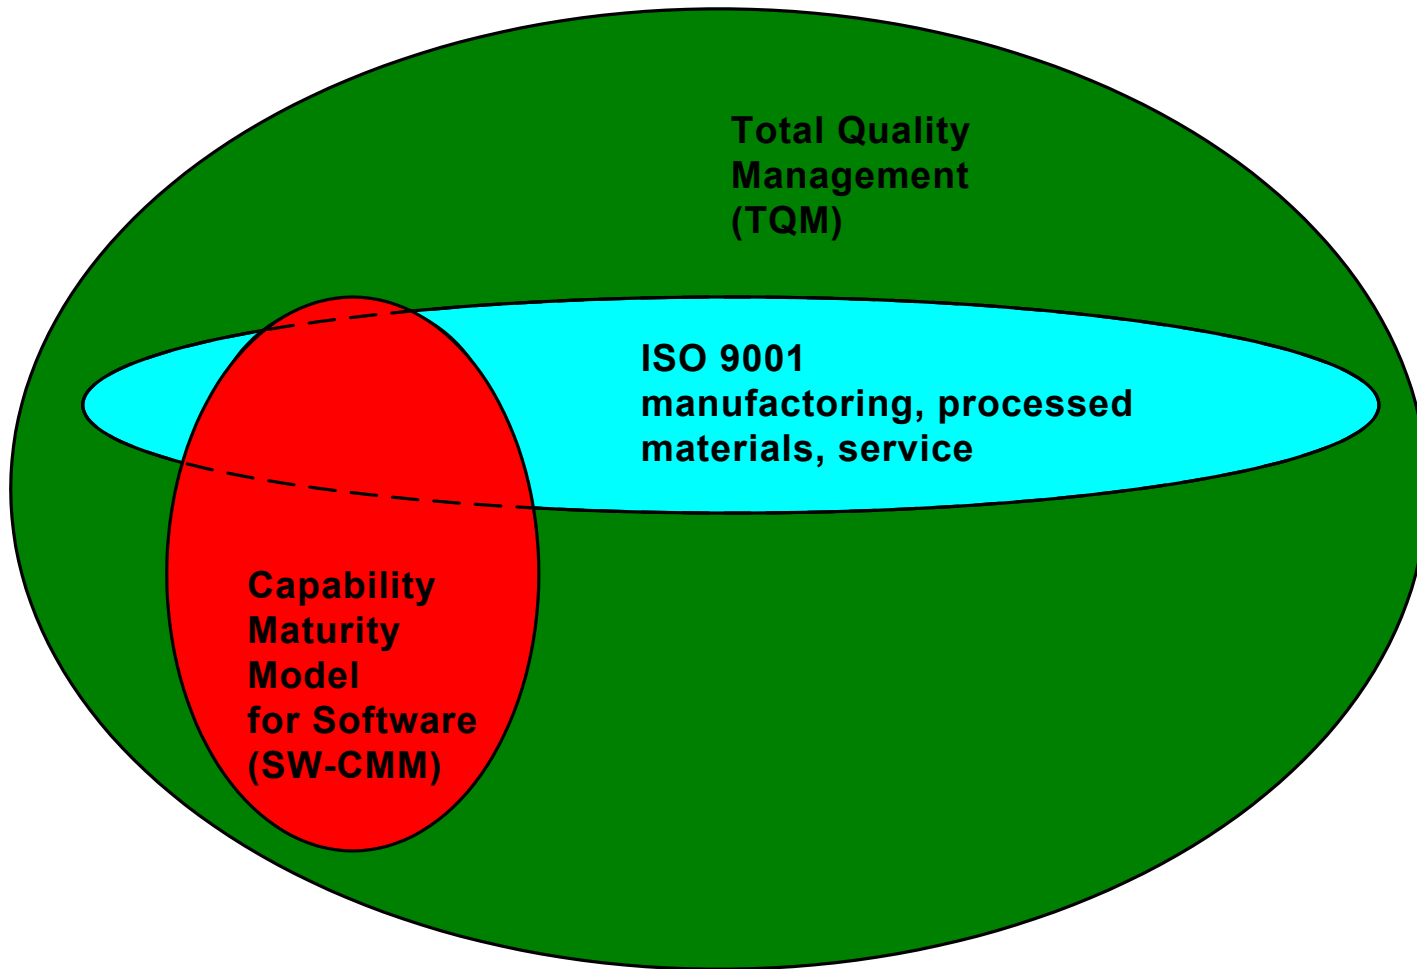 Total Quality
Management
(TQM)
ISO 9001
manufactoring, processed
materials, service
Capability
Maturity
Model
for Software
(SW-CMM)